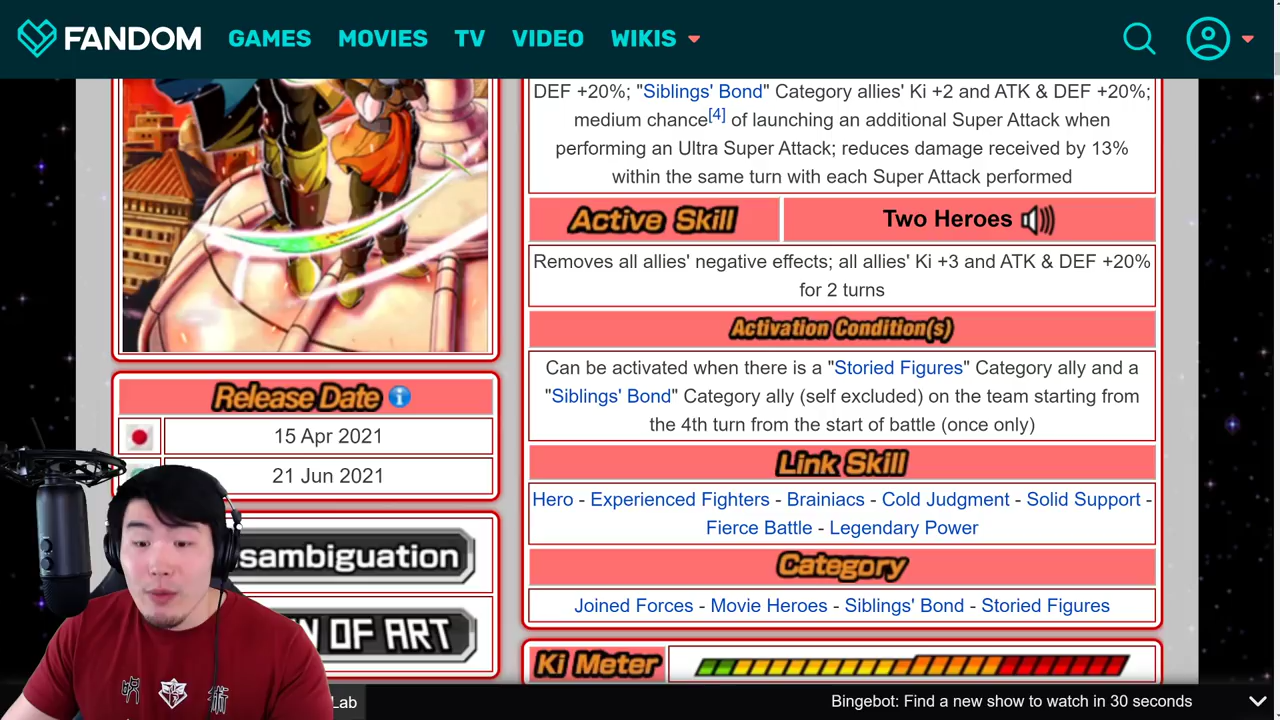 FANDOM GAMES MOVIES TV VIDEO WIKIS
DEF +20%; "Siblings' Bond" Category allies' Ki +2 and ATK & DEF +20%;
medium chance[4] of launching an additional Super Attack when
performing an Ultra Super Attack; reduces damage received by 13%
within the same turn with each Super Attack performed
Active Skill Two Heroes
Removes all allies' negative effects; all allies' Ki +3 and ATK & DEF +20%
for 2 turns
Activation Condition(s)
Can be activated when there is a "Storied Figures" Category ally and a
"Siblings' Bond" Category ally (self excluded) on the team starting from
the 4th turn from the start of battle (once only)
Link Skill
Hero - Experienced Fighters - Brainiacs - Cold Judgment - Solid Support -
Fierce Battle - Legendary Power
Category
Joined Forces - Movie Heroes - Siblings' Bond - Storied Figures
Ki Meter
Release Date
15 Apr 2021
21 Jun 2021
sambiguation
OF ART
呪 術
Lab
Bingebot: Find a new show to watch in 30 seconds